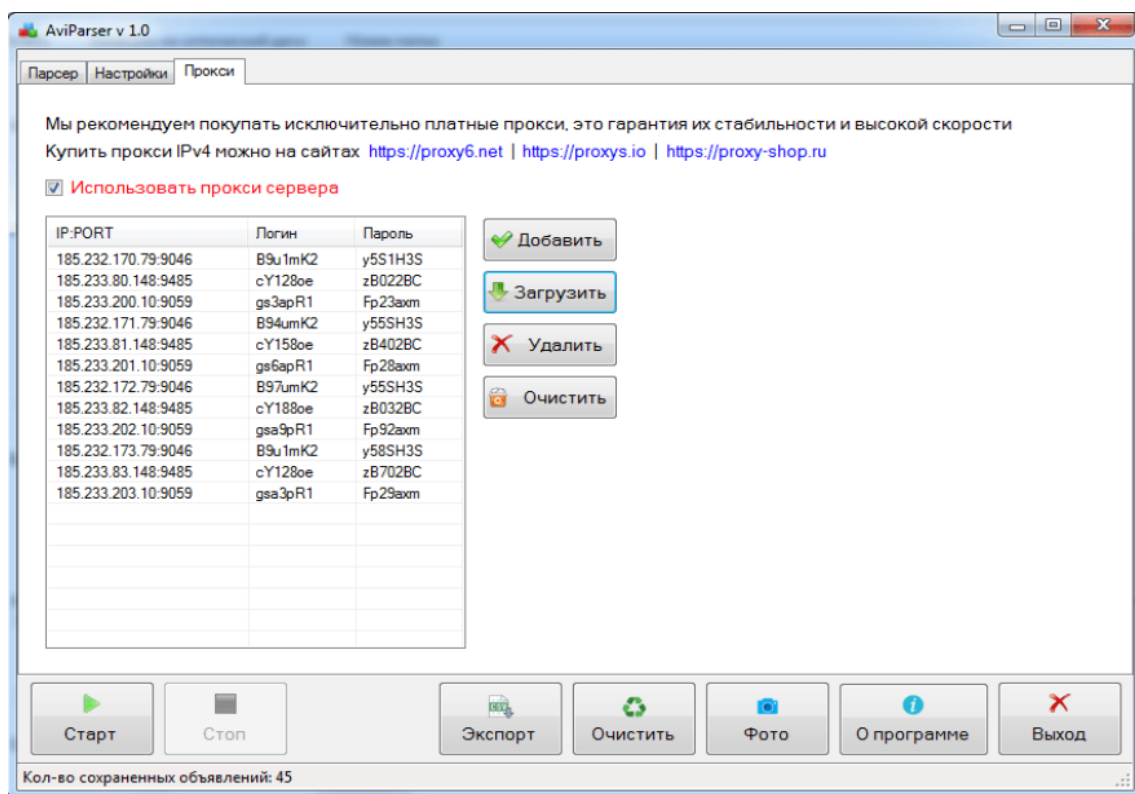 AviParser v 1.0
Парсер Настройки Прокси
Мы рекомендуем покупать исключительно платные прокси, это гарантия их стабильности и высокой скорости
Купить прокси IPv4 можно на сайтах https://proxy6.net | https://proxys.io | https://proxy-shop.ru
Использовать прокси сервера
IP:PORT Логин Пароль
185.232.170.79:9046 B9u1mK2 y5S1H3S
185.233.80.148:9485 cY128oe zB022BC
185.233.200.10:9059 gs3apR1 Fp23axm
185.232.171.79:9046 B94umK2 y55SH3S
185.233.81.148:9485 cY158oe zB402BC
185.233.201.10:9059 gs6apR1 Fp28axm
185.232.172.79:9046 B97umK2 y55SH3S
185.233.82.148:9485 cY188oe zB032BC
185.233.202.10:9059 gsa9pR1 Fp92axm
185.232.173.79:9046 B9u1mK2 y58SH3S
185.233.83.148:9485 cY128oe zB702BC
185.233.203.10:9059 gsa3pR1 Fp29axm
Добавить
Загрузить
Удалить
Очистить
Старт Стоп Экспорт Очистить Фото О программе Выход
Кол-во сохраненных объявлений: 45